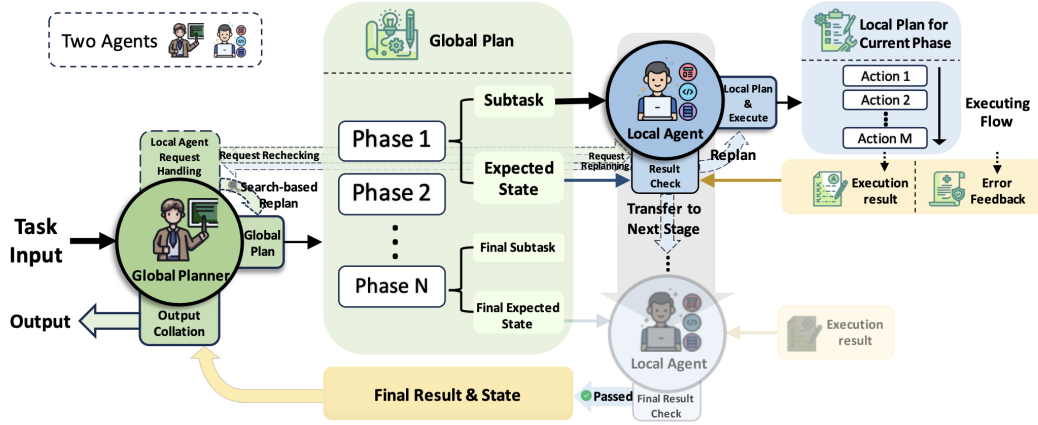 Two Agents
Global Plan
Local Plan for
Current Phase
Action 1
Action 2
Action M
Executing
Flow
Subtask
Local Agent
Local Plan
&
Execute
Phase 1
Expected
State
Phase 2
Phase N
Final Subtask
Final Expected
State
Local Agent
Request
Handling
Request Rechecking
Request
Replanning
Search-based
Replan
Result
Check
Replan
Execution
result
Error
Feedback
Transfer to
Next Stage
Task
Input
Global Planner
Global
Plan
Output
Output
Collation
Local Agent
Execution
result
Final Result & State
Passed
Final Result
Check